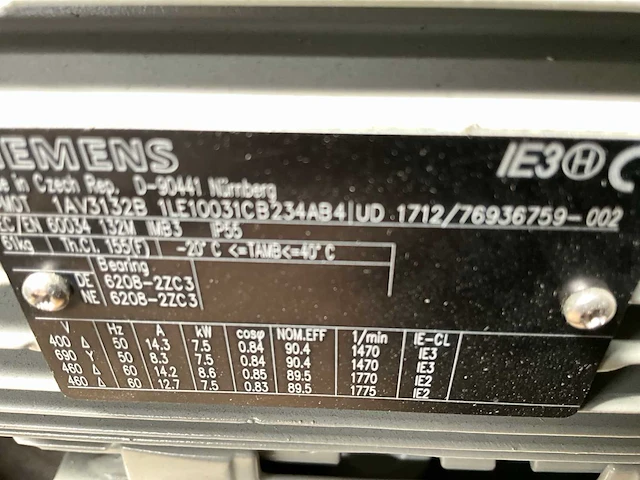 IEMENS IE3 H C
e in Czech Rep. D-90441 Nürnberg
MOT 1AV3132B 1LE10031CB234AB4 UD 1712/76936759-002
EC/EN 60034 132M IMB3 IP55
61kg Th.Cl. 155(F) -20°C <=TAMB<=40°C
Bearing
DE 6208-2ZC3
NE 6208-2ZC3
V Hz A kW cosφ NOM.EFF 1/min IE-CL
400 Δ 50 14.3 7.5 0.84 90.4 1470 IE3
690 Y 50 8.3 7.5 0.84 90.4 1470 IE3
460 Δ 60 14.2 8.6 0.85 89.5 1770 IE2
460 Δ 60 12.7 7.5 0.83 89.5 1775 IE2